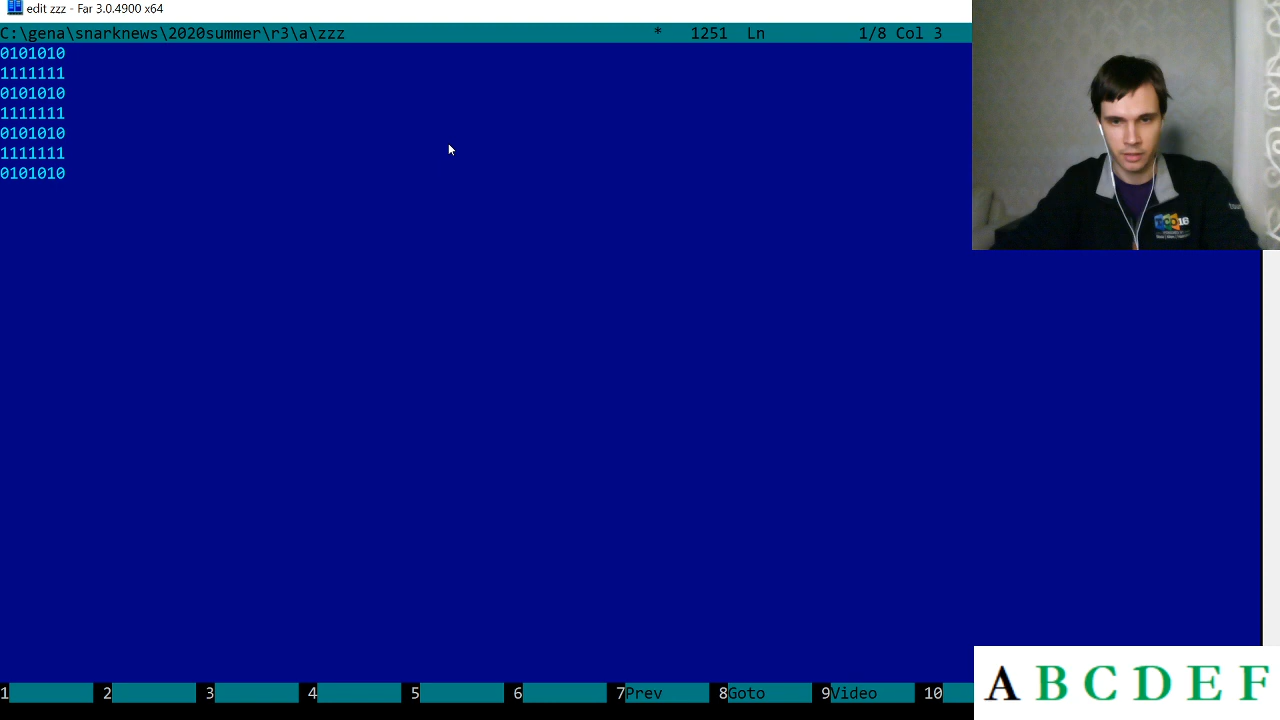 edit zzz - Far 3.0.4900 x64
C:\gena\snarknews\2020summer\r3\a\zzz * 1251 Ln 1/8 Col 3
0101010
1111111
0101010
1111111
0101010
1111111
0101010
1 2 3 4 5 6 7Prev 8Goto 9Video 10
A B C D E F